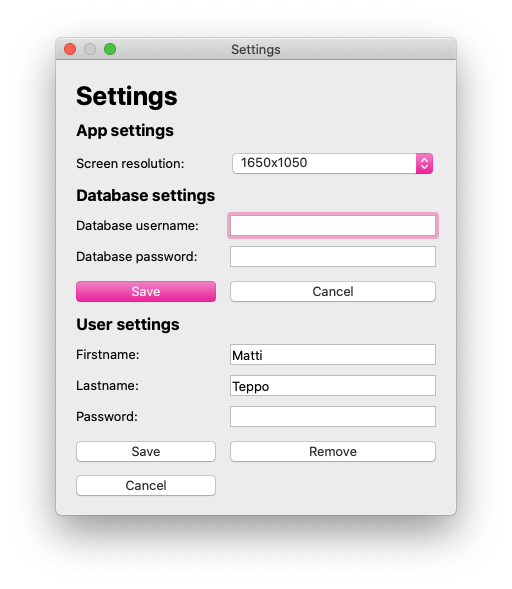 Settings
Settings
App settings
Screen resolution: 1650x1050
Database settings
Database username:
Database password:
Save Cancel
User settings
Firstname: Matti
Lastname: Teppo
Password:
Save Remove
Cancel